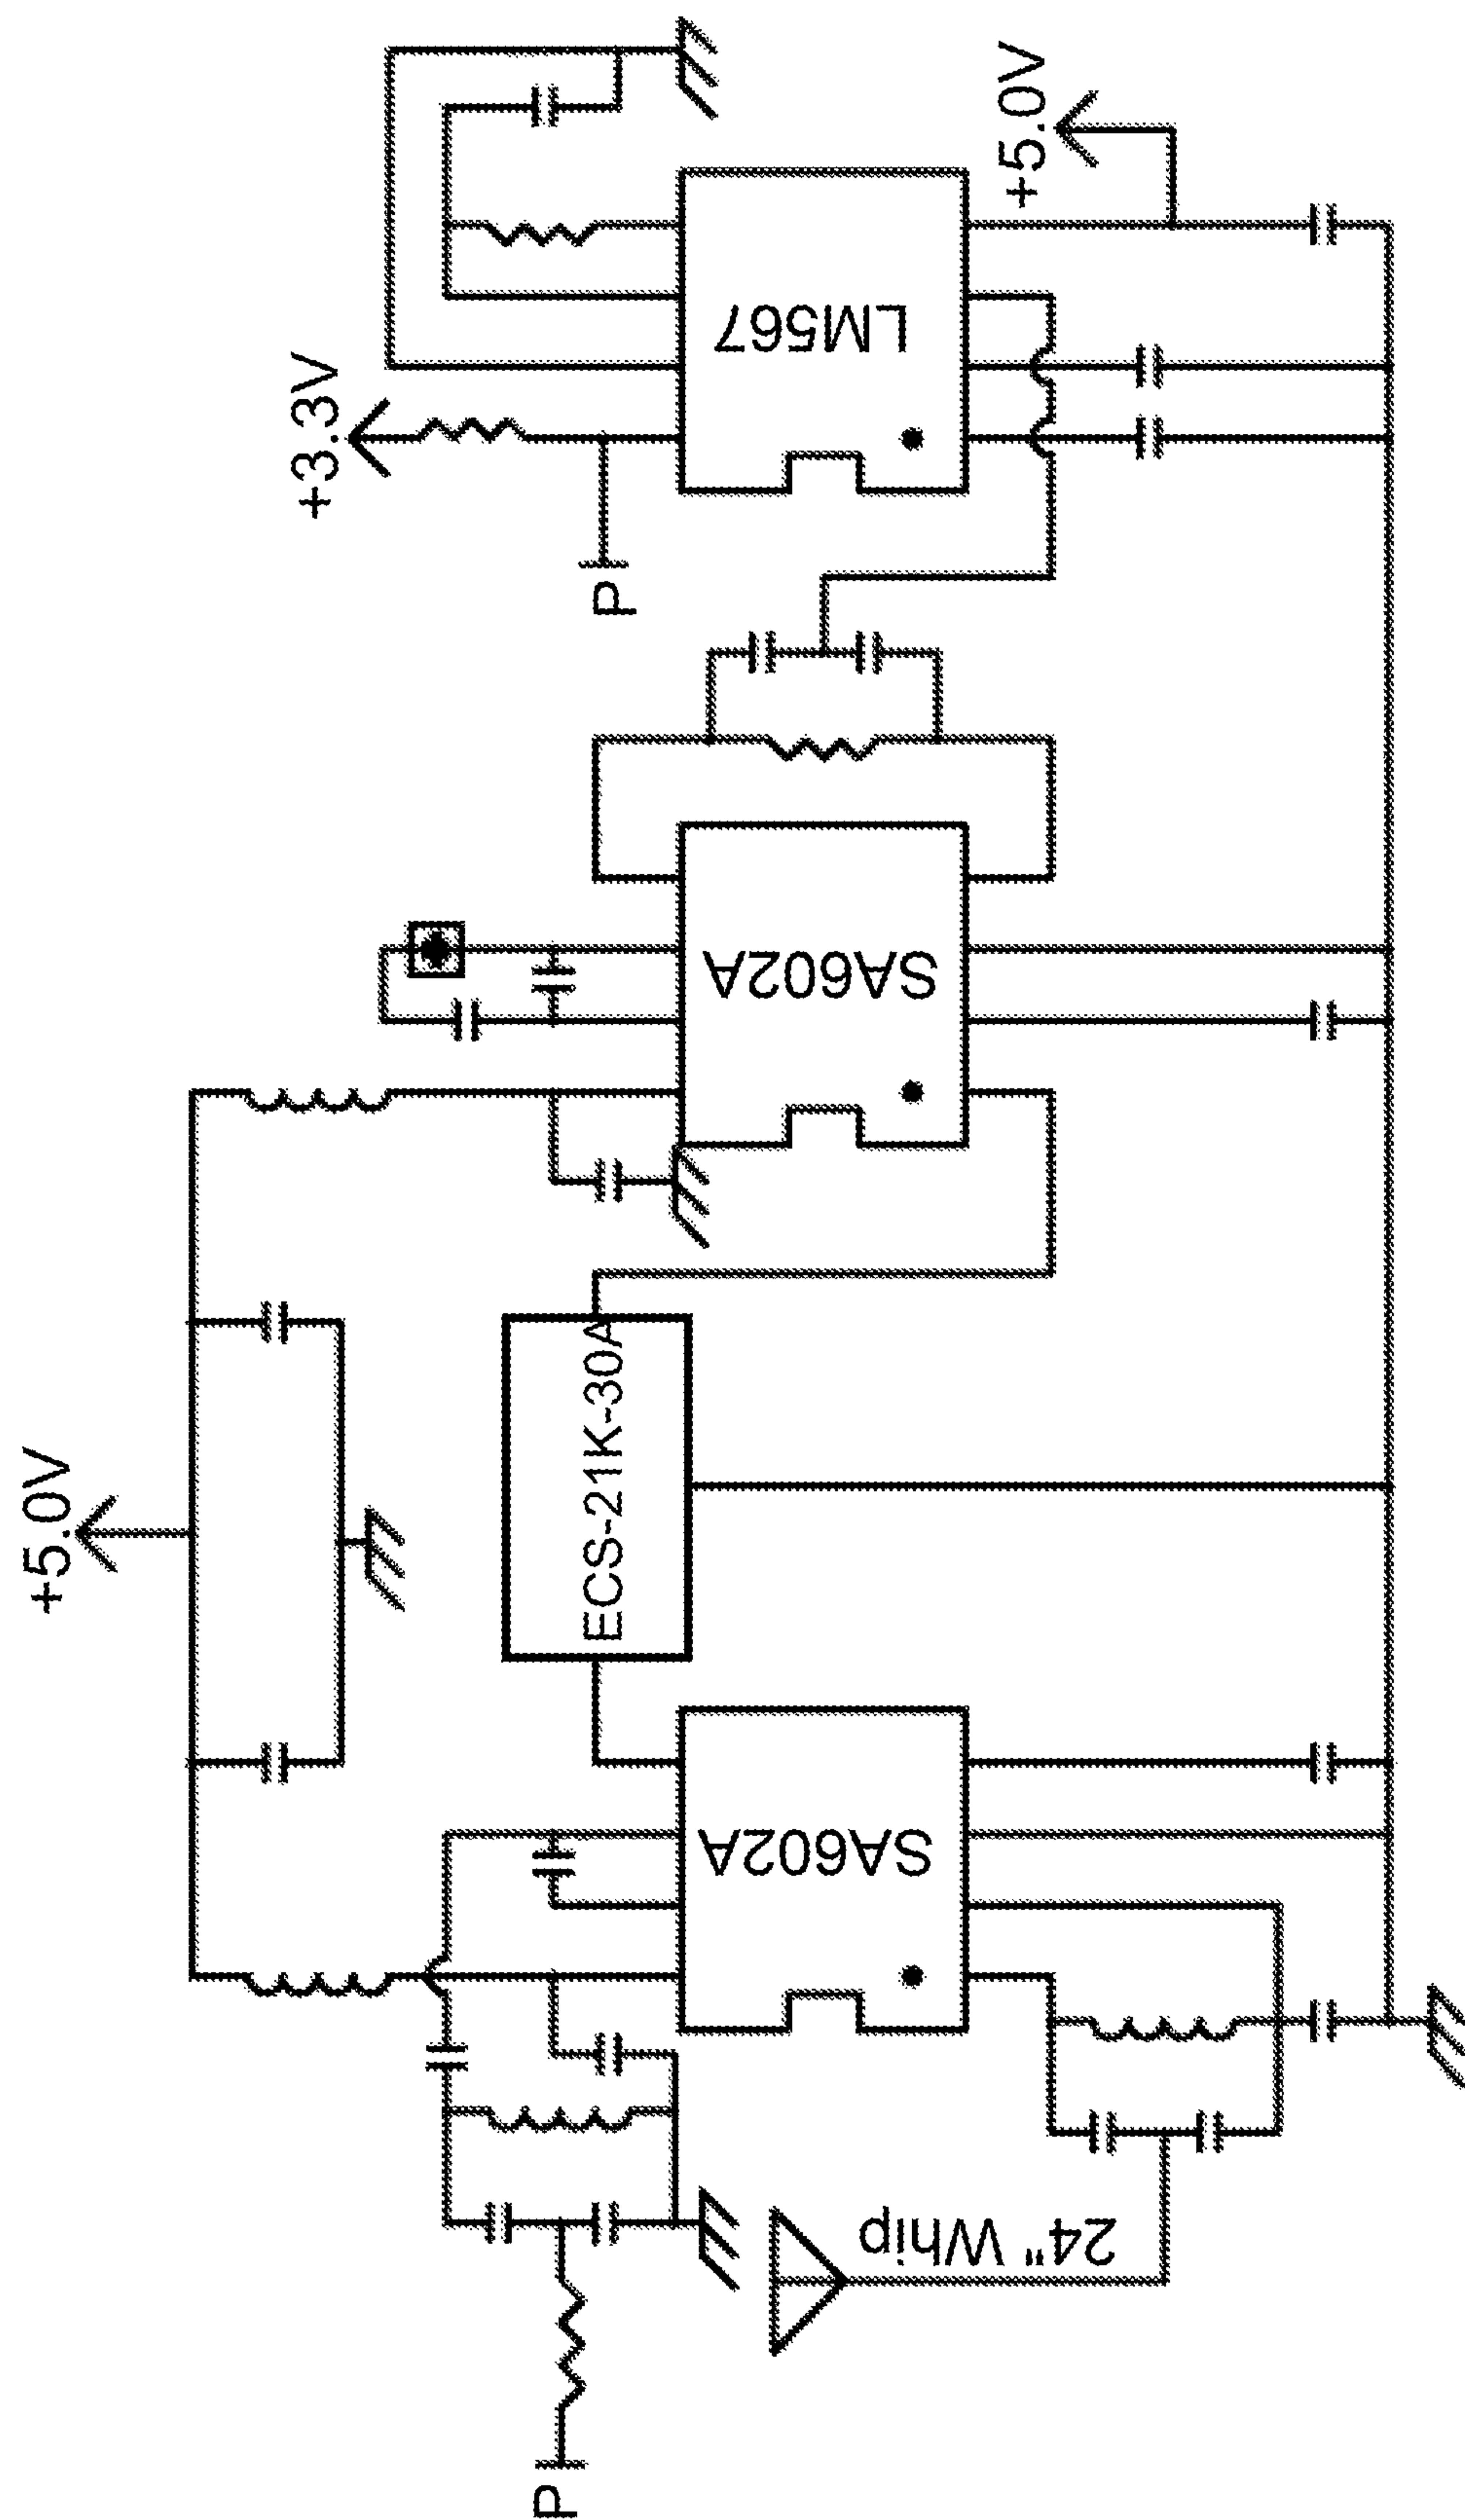 +5.0V
+3.3V
LM567
P
SA602A
+5.0V
ECS-21K-30A
SA602A
24" Whip
P